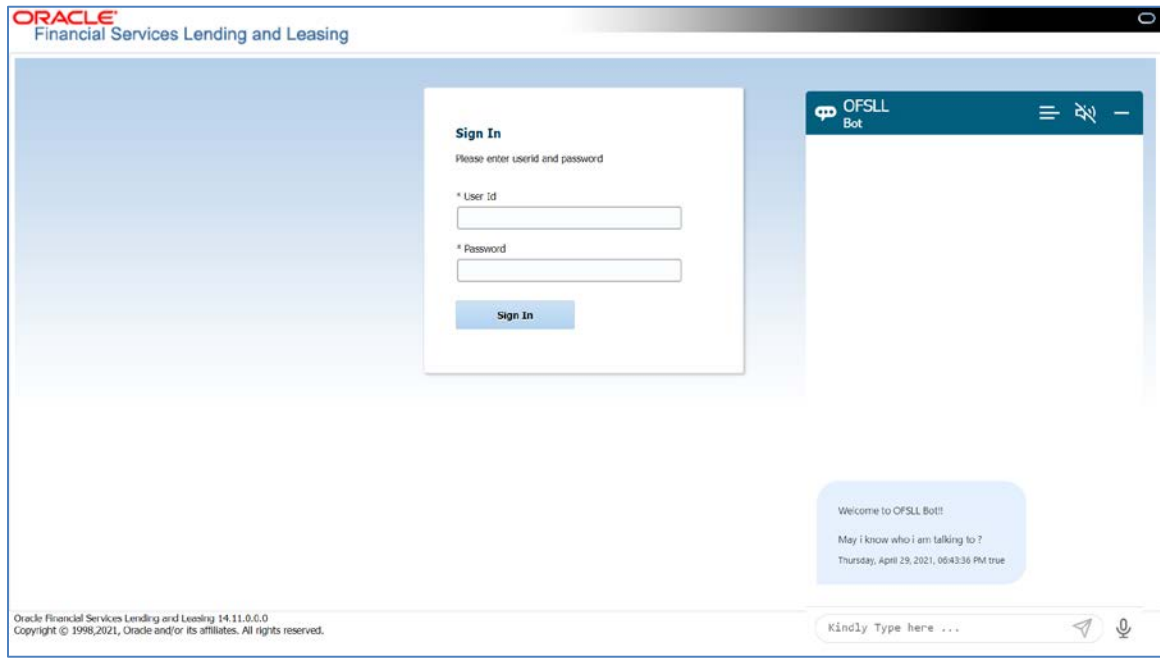 ORACLE
Financial Services Lending and Leasing
Sign In
Please enter userid and password
* User Id
* Password
Sign In
OFSLL
Bot
Welcome to OFSLL Bot!!
May i know who i am talking to ?
Thursday, April 29, 2021, 06:43:36 PM true
Kindly Type here ...
Oracle Financial Services Lending and Leasing 14.11.0.0.0
Copyright © 1998,2021, Oracle and/or its affiliates. All rights reserved.